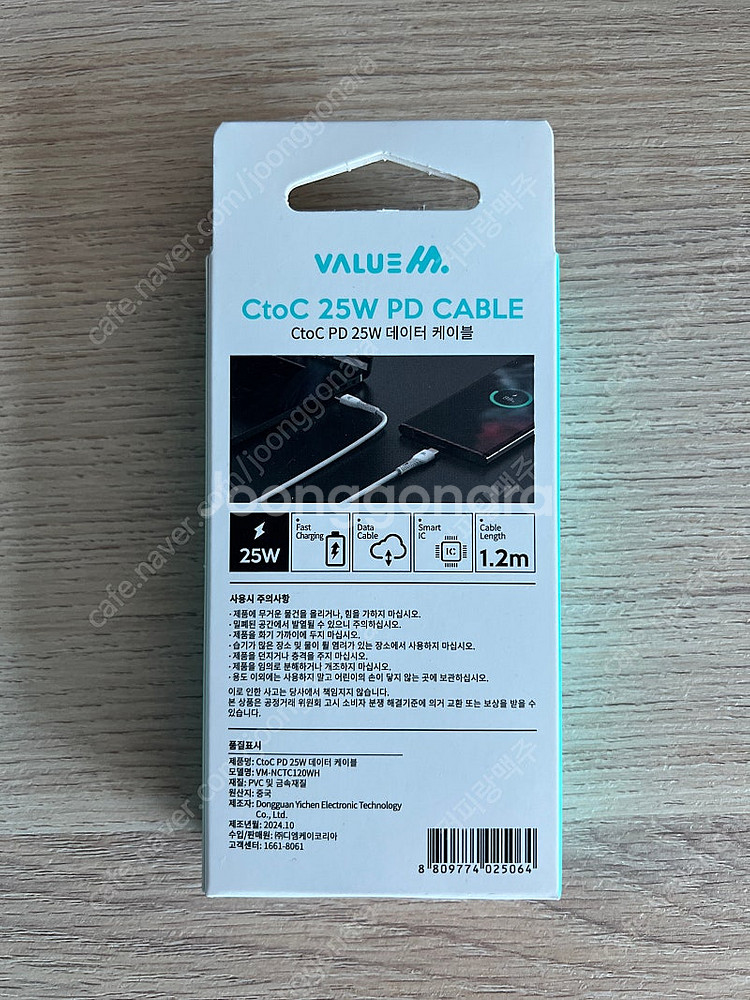 VALUE M.
CtoC 25W PD CABLE
CtoC PD 25W 데이터 케이블
Joonggonara
25W
Fast Charging
Data Cable
Smart IC
IC
Cable Length
1.2m
사용시 주의사항
· 제품에 무거운 물건을 올리거나, 힘을 가하지 마십시오.
· 밀폐된 공간에서 발열될 수 있으니 주의하십시오.
· 제품을 화기 가까이에 두지 마십시오.
· 습기가 많은 장소 및 물이 튈 염려가 있는 장소에서 사용하지 마십시오.
· 제품을 던지거나 충격을 주지 마십시오.
· 제품을 임의로 분해하거나 개조하지 마십시오.
· 용도 이외에는 사용하지 말고 어린이의 손이 닿지 않는 곳에 보관하십시오.
이로 인한 사고는 당사에서 책임지지 않습니다.
본 상품은 공정거래 위원회 고시 소비자 분쟁 해결기준에 의거 교환 또는 보상을 받을 수
있습니다.
품질표시
제품명: CtoC PD 25W 데이터 케이블
모델명: VM-NCTC120WH
재질: PVC 및 금속재질
원산지: 중국
제조자: Dongguan Yichen Electronic Technology
Co., Ltd.
제조년월: 2024.10
수입/판매원: ㈜디엠케이코리아
고객센터: 1661-8061
8 809774 025064
cafe.naver.com/joonggonara
cafe.naver.com/joonggonara
cafe.naver.com/joonggonara